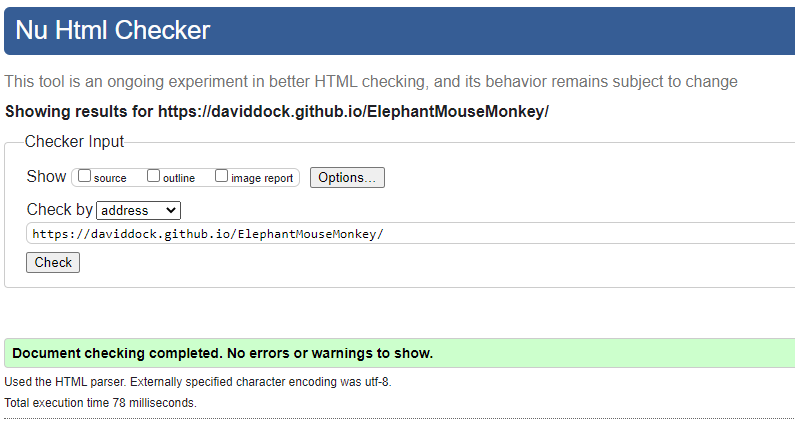 Nu Html Checker
This tool is an ongoing experiment in better HTML checking, and its behavior remains subject to change
Showing results for https://daviddock.github.io/ElephantMouseMonkey/
Checker Input
Show source outline image report Options...
Check by address
https://daviddock.github.io/ElephantMouseMonkey/
Check
Document checking completed. No errors or warnings to show.
Used the HTML parser. Externally specified character encoding was utf-8.
Total execution time 78 milliseconds.